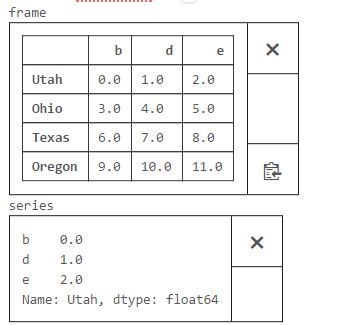 frame
b d e
Utah 0.0 1.0 2.0
Ohio 3.0 4.0 5.0
Texas 6.0 7.0 8.0
Oregon 9.0 10.0 11.0
series
b 0.0
d 1.0
e 2.0
Name: Utah, dtype: float64